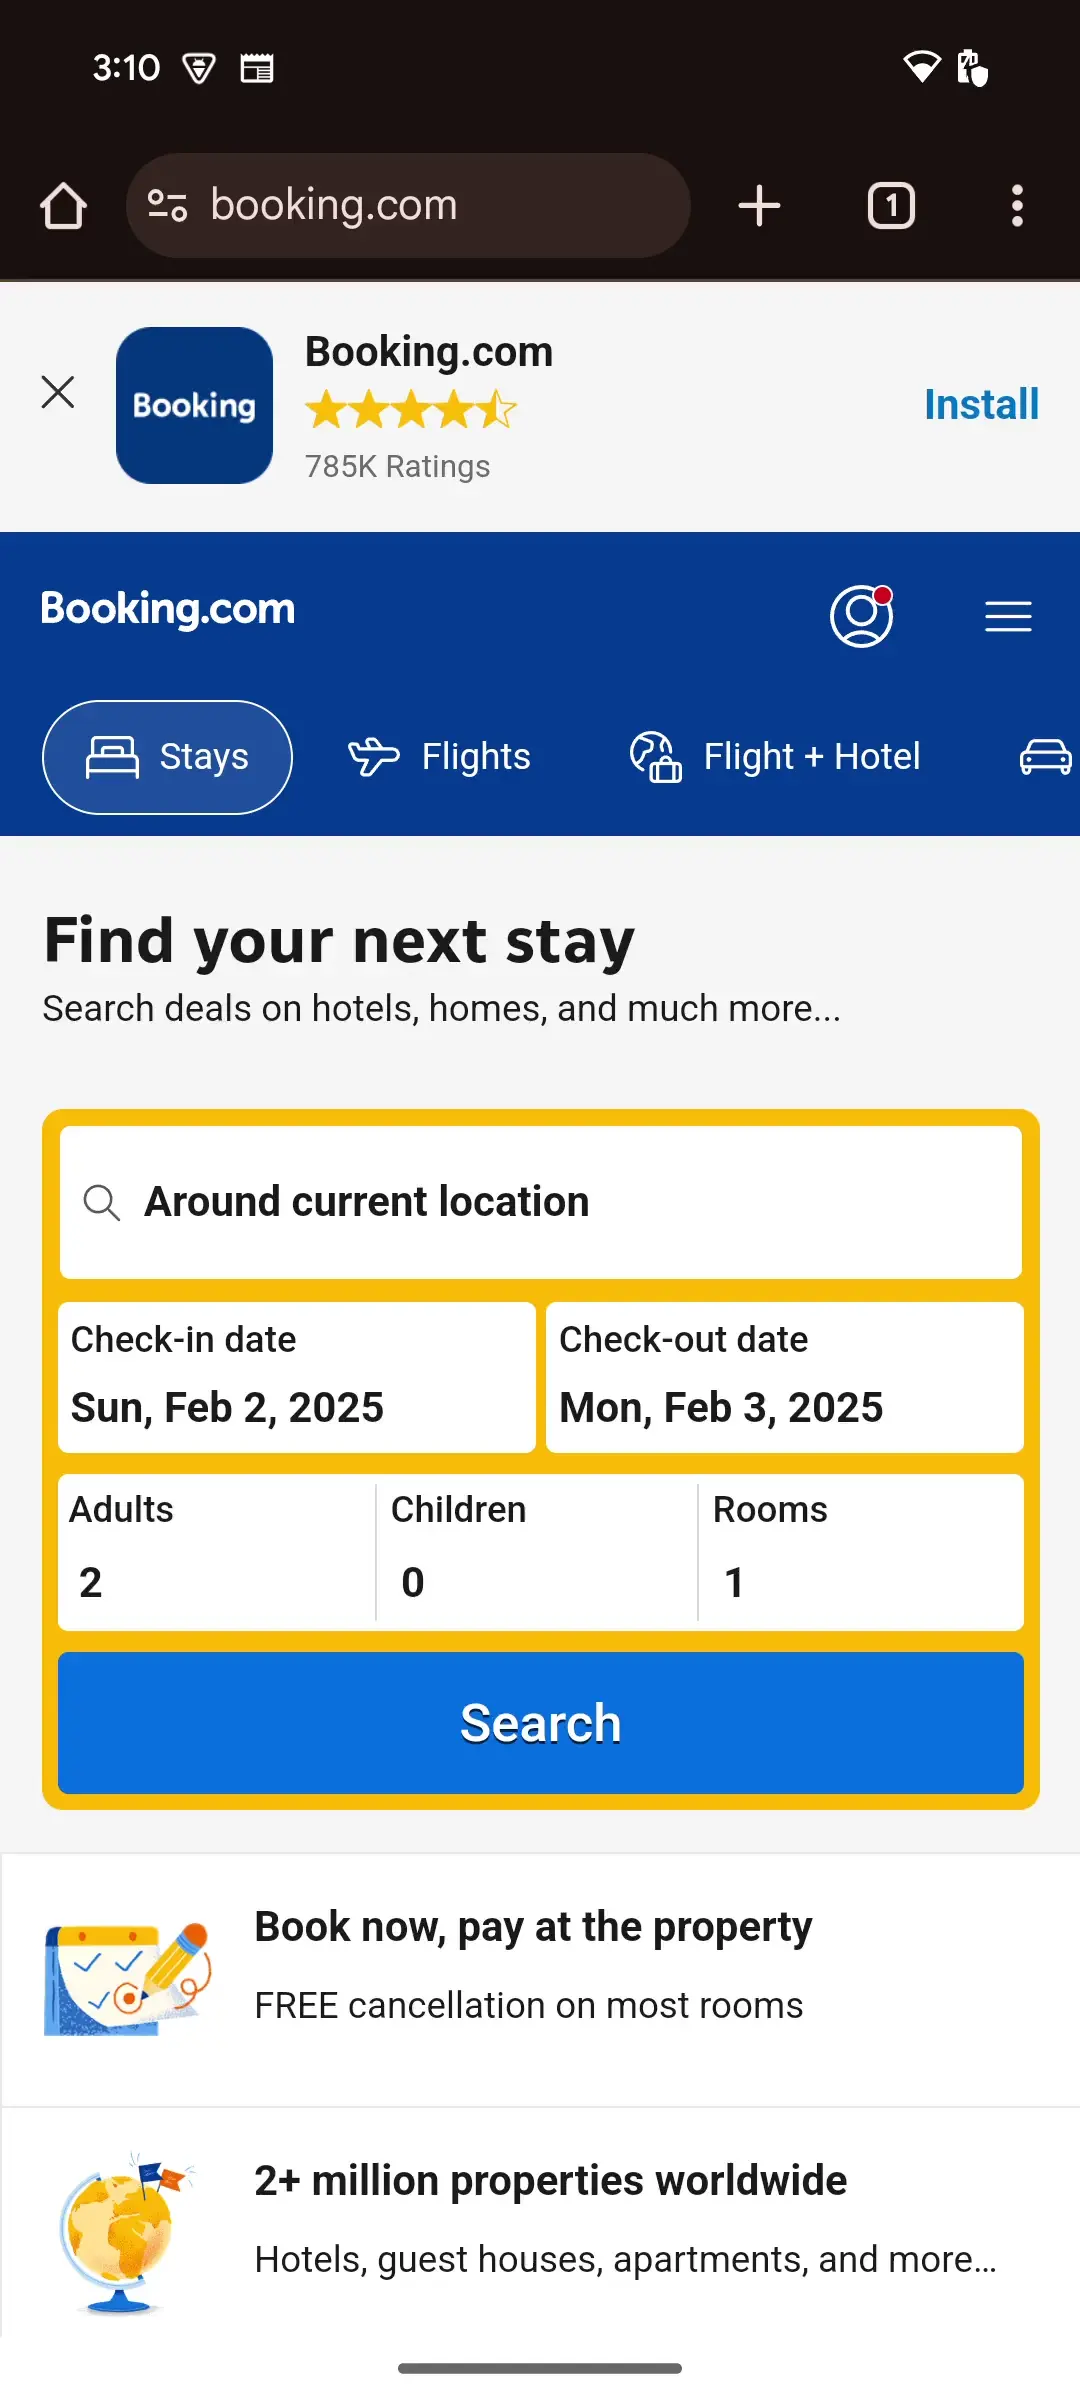 3:10
booking.com
1
Booking
Booking.com
785K Ratings
Install
Booking.com
Stays
Flights
Flight + Hotel
Find your next stay
Search deals on hotels, homes, and much more...
Around current location
Check-in date
Sun, Feb 2, 2025
Check-out date
Mon, Feb 3, 2025
Adults
2
Children
0
Rooms
1
Search
Book now, pay at the property
FREE cancellation on most rooms
2+ million properties worldwide
Hotels, guest houses, apartments, and more...